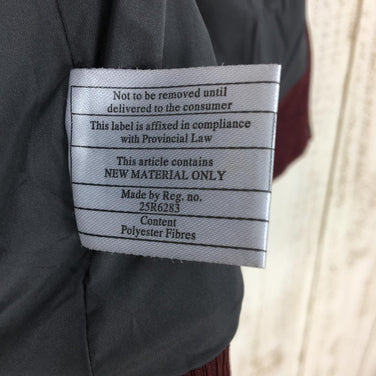 Not to be removed until
delivered to the consumer
This label is affixed in compliance
with Provincial Law
This article contains
NEW MATERIAL ONLY
Made by Reg. no.
25R6283
Content
Polyester Fibres